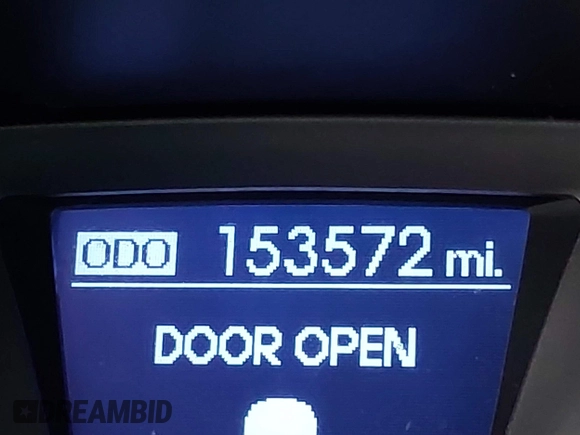 ODO 153572 mi.
DOOR OPEN
DREAMBID